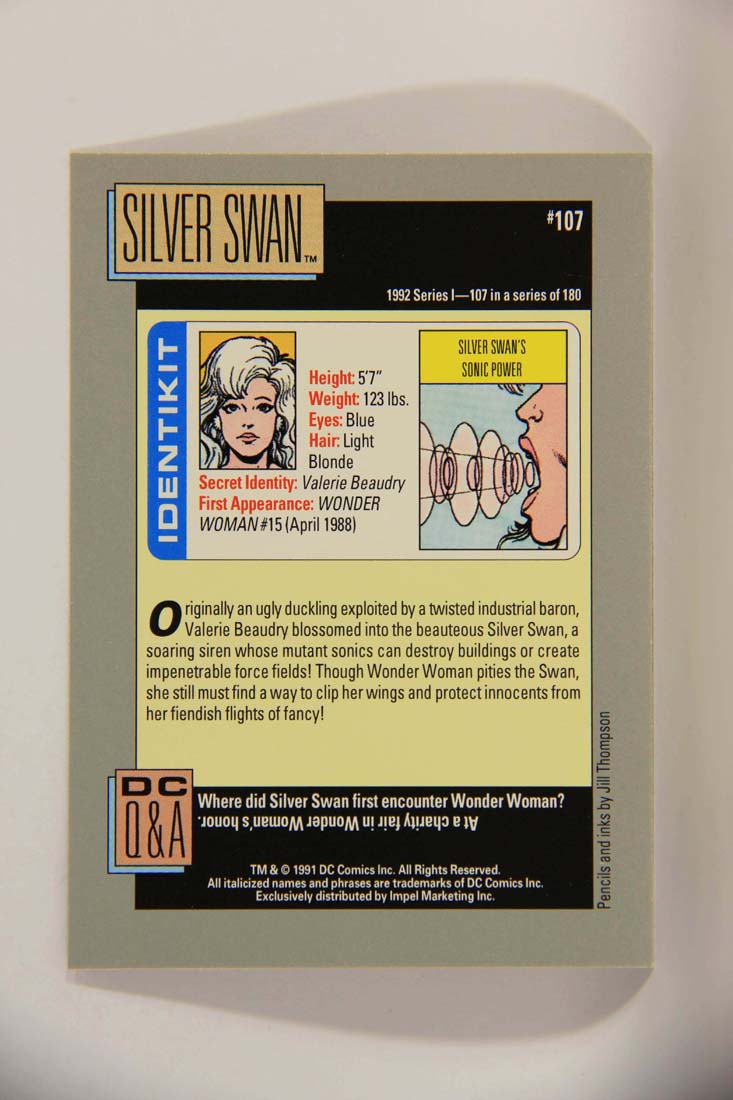 SILVER SWAN™
#107
1992 Series I—107 in a series of 180
IDENTIKIT
Height: 5'7"
Weight: 123 lbs.
Eyes: Blue
Hair: Light
Blonde
Secret Identity: Valerie Beaudry
First Appearance: WONDER
WOMAN #15 (April 1988)
SILVER SWAN'S
SONIC POWER
Originally an ugly duckling exploited by a twisted industrial baron,
Valerie Beaudry blossomed into the beauteous Silver Swan, a
soaring siren whose mutant sonics can destroy buildings or create
impenetrable force fields! Though Wonder Woman pities the Swan,
she still must find a way to clip her wings and protect innocents from
her fiendish flights of fancy!
DC
Q&A
Where did Silver Swan first encounter Wonder Woman?
At a charity fair in Wonder Woman's honor.
TM & © 1991 DC Comics Inc. All Rights Reserved.
All italicized names and phrases are trademarks of DC Comics Inc.
Exclusively distributed by Impel Marketing Inc.
Pencils and inks by Jill Thompson